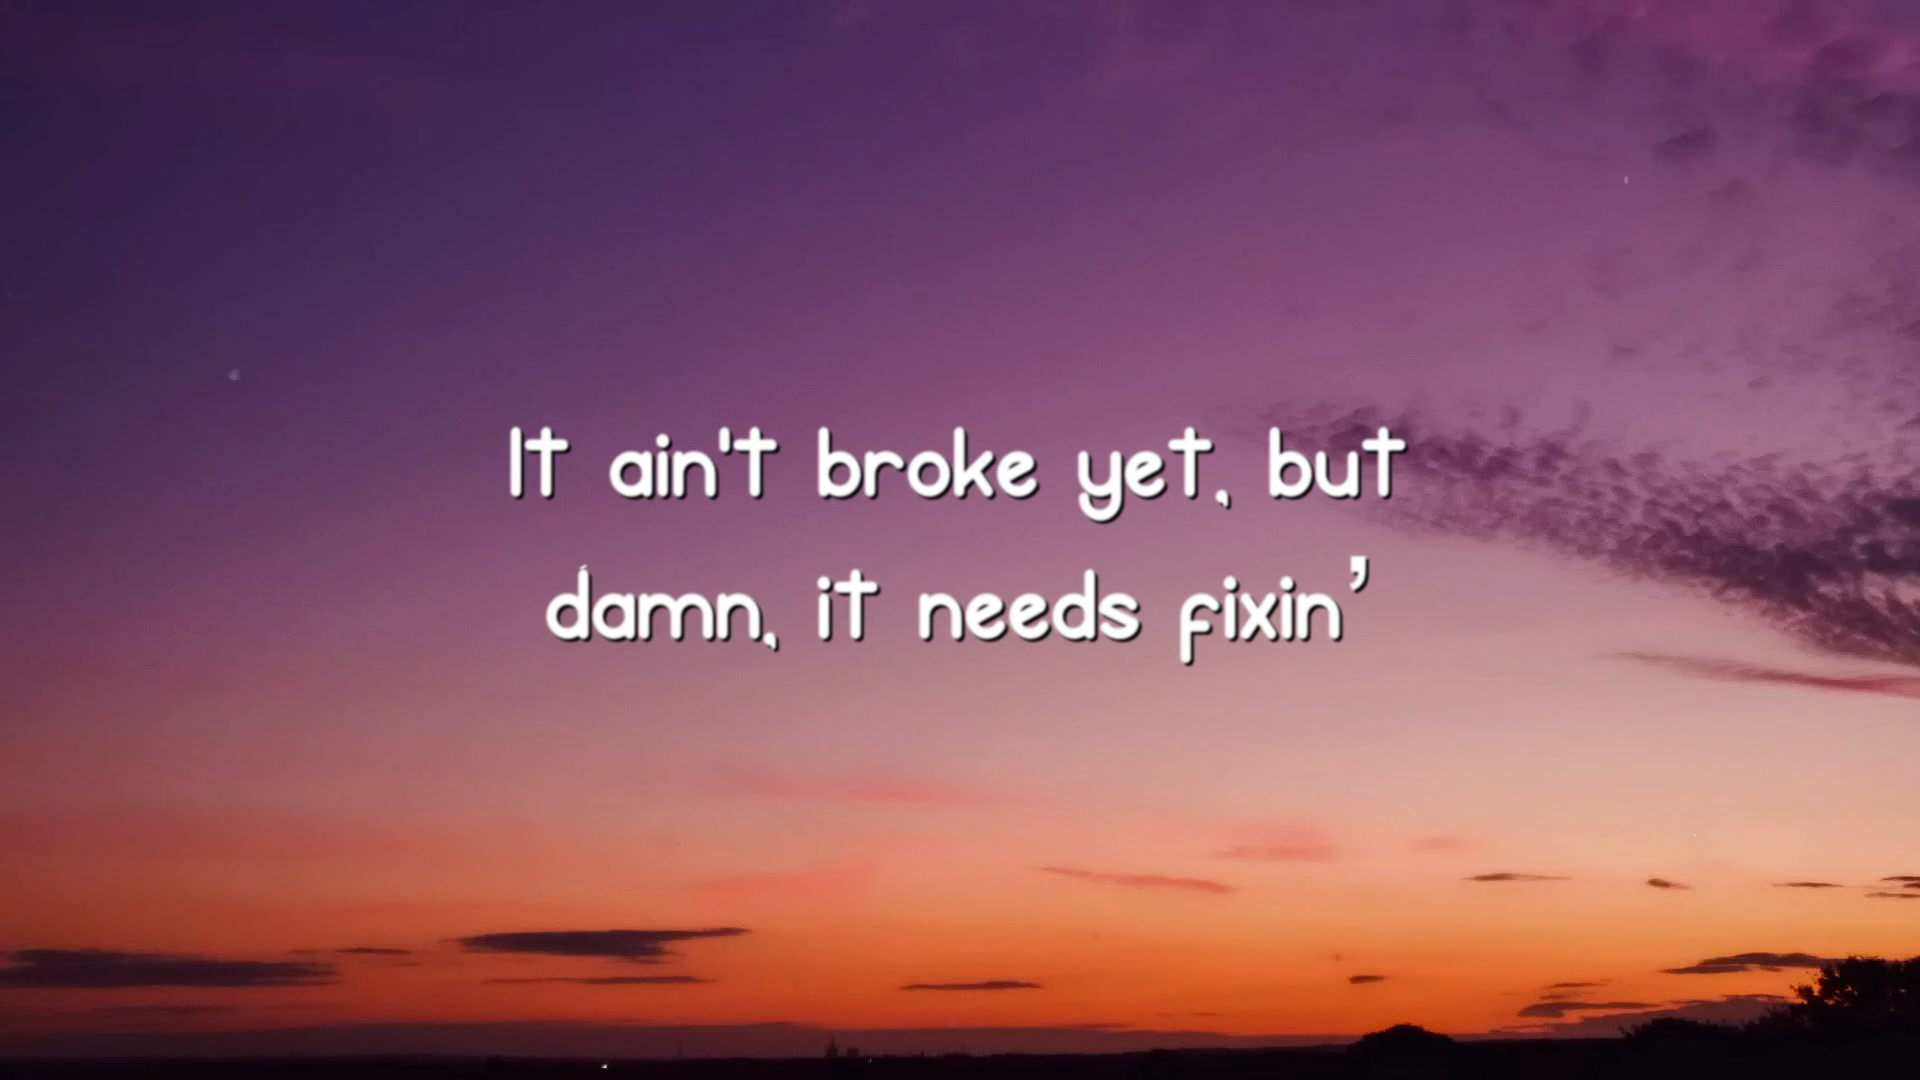 It ain't broke yet, but
damn, it needs fixin’